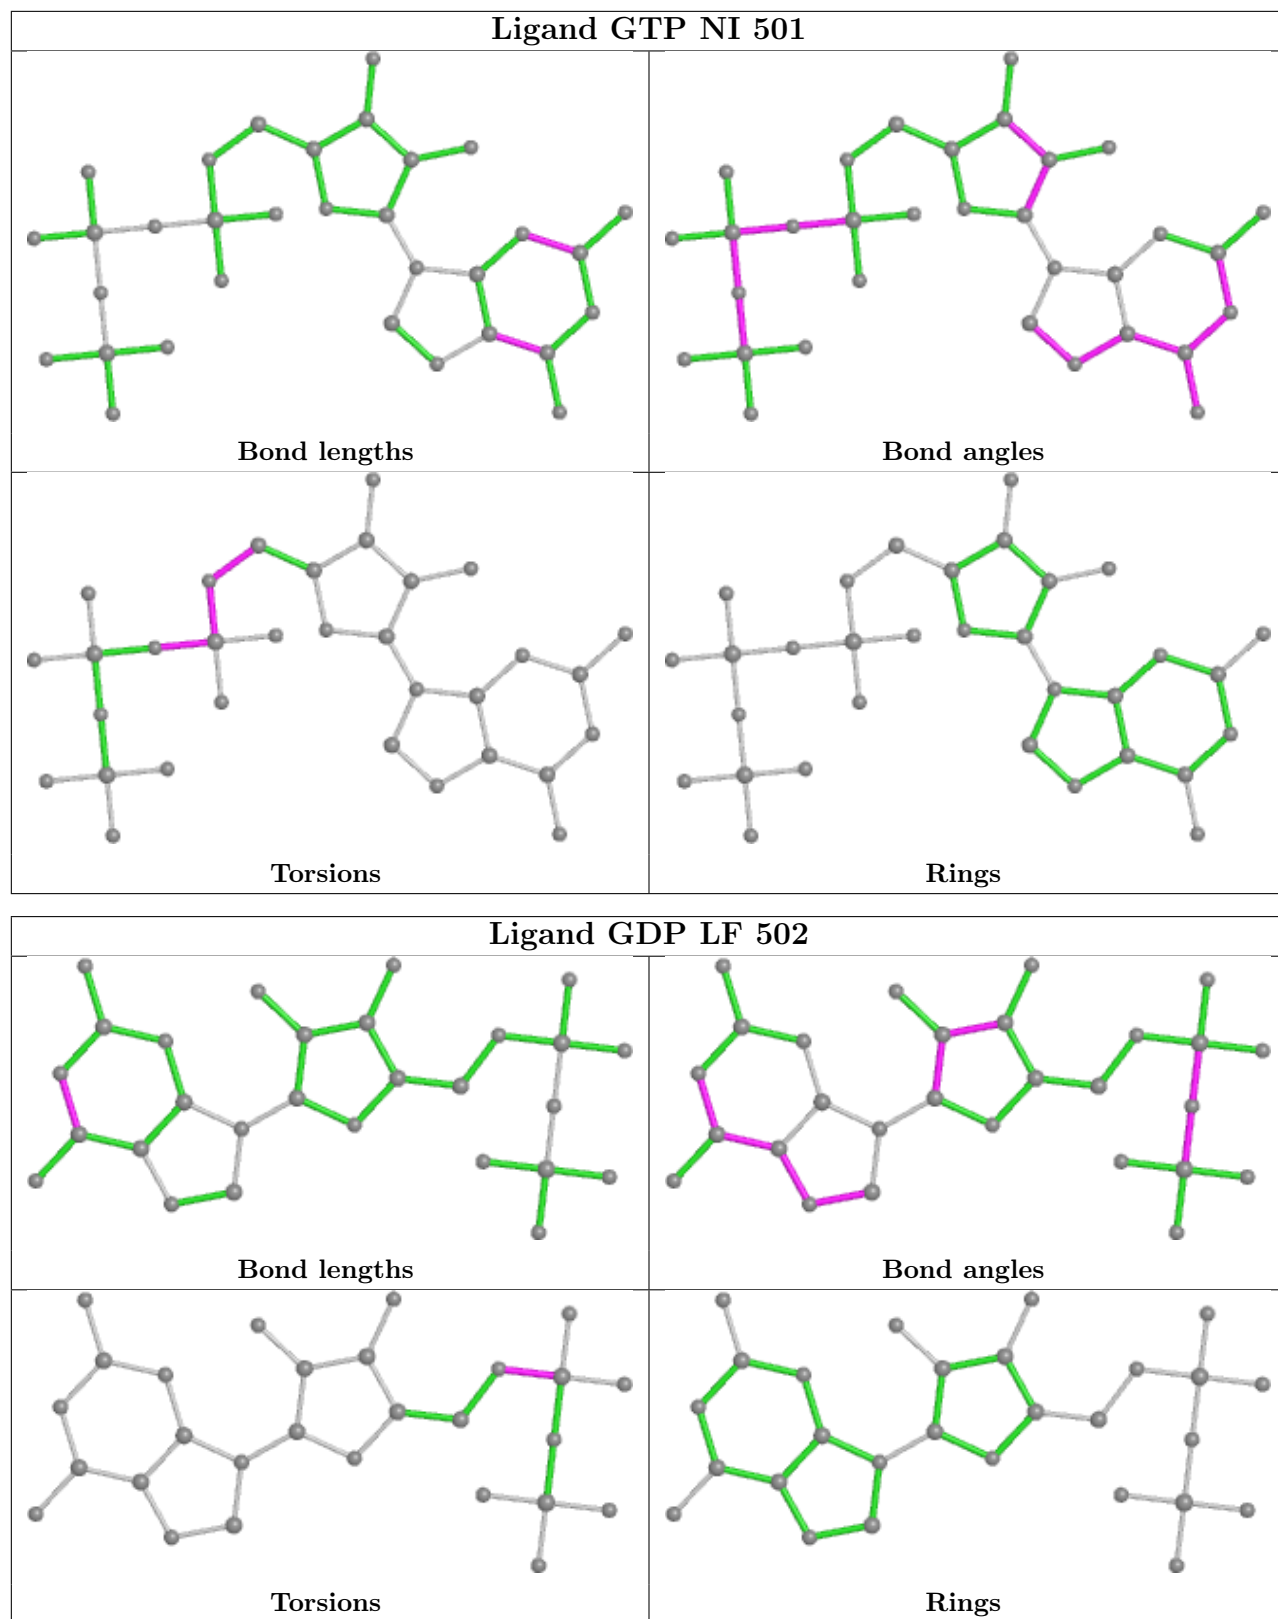 Ligand GTP NI 501
Bond lengths
Bond angles
Torsions
Rings
Ligand GDP LF 502
Bond lengths
Bond angles
Torsions
Rings